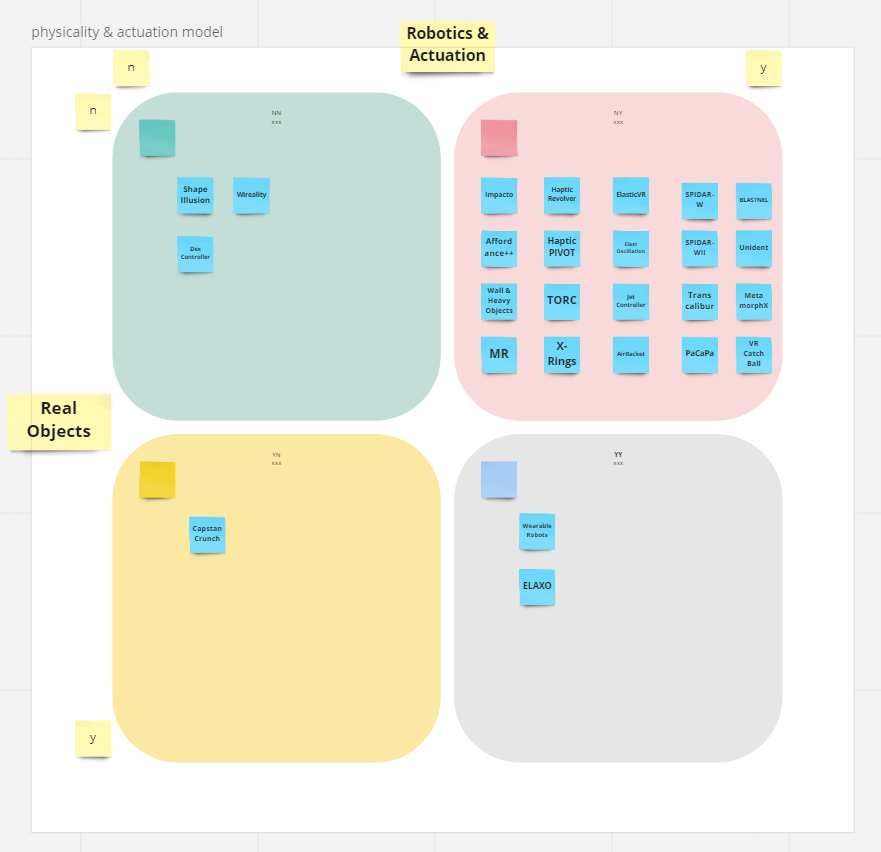 physicality & actuation model
Robotics &
Actuation
n
y
n
NN
xxx
NY
xxx
Shape
Illusion
Wireality
Dex
Controller
Impacto
Haptic
Revolver
ElasticVR
SPIDAR-
W
BLASTNEL
Afford
ance++
Haptic
PIVOT
Elast
Oscillation
SPIDAR-
WII
Unident
Wall &
Heavy
Objects
TORC
Jet
Controller
Trans
calibur
Meta
morphX
MR
X-
Rings
AirRacket
PaCaPa
VR
Catch
Ball
Real
Objects
YN
xxx
YY
xxx
Capstan
Crunch
Wearable
Robots
ELAXO
y